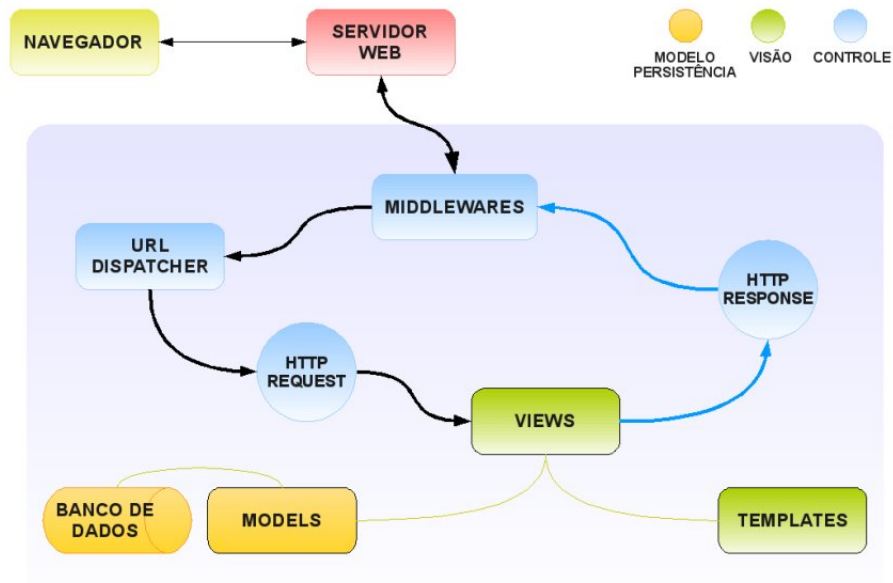 NAVEGADOR
SERVIDOR
WEB
MODELO
PERSISTÊNCIA
VISÃO
CONTROLE
MIDDLEWARES
URL
DISPATCHER
HTTP
RESPONSE
HTTP
REQUEST
VIEWS
BANCO DE
DADOS
MODELS
TEMPLATES